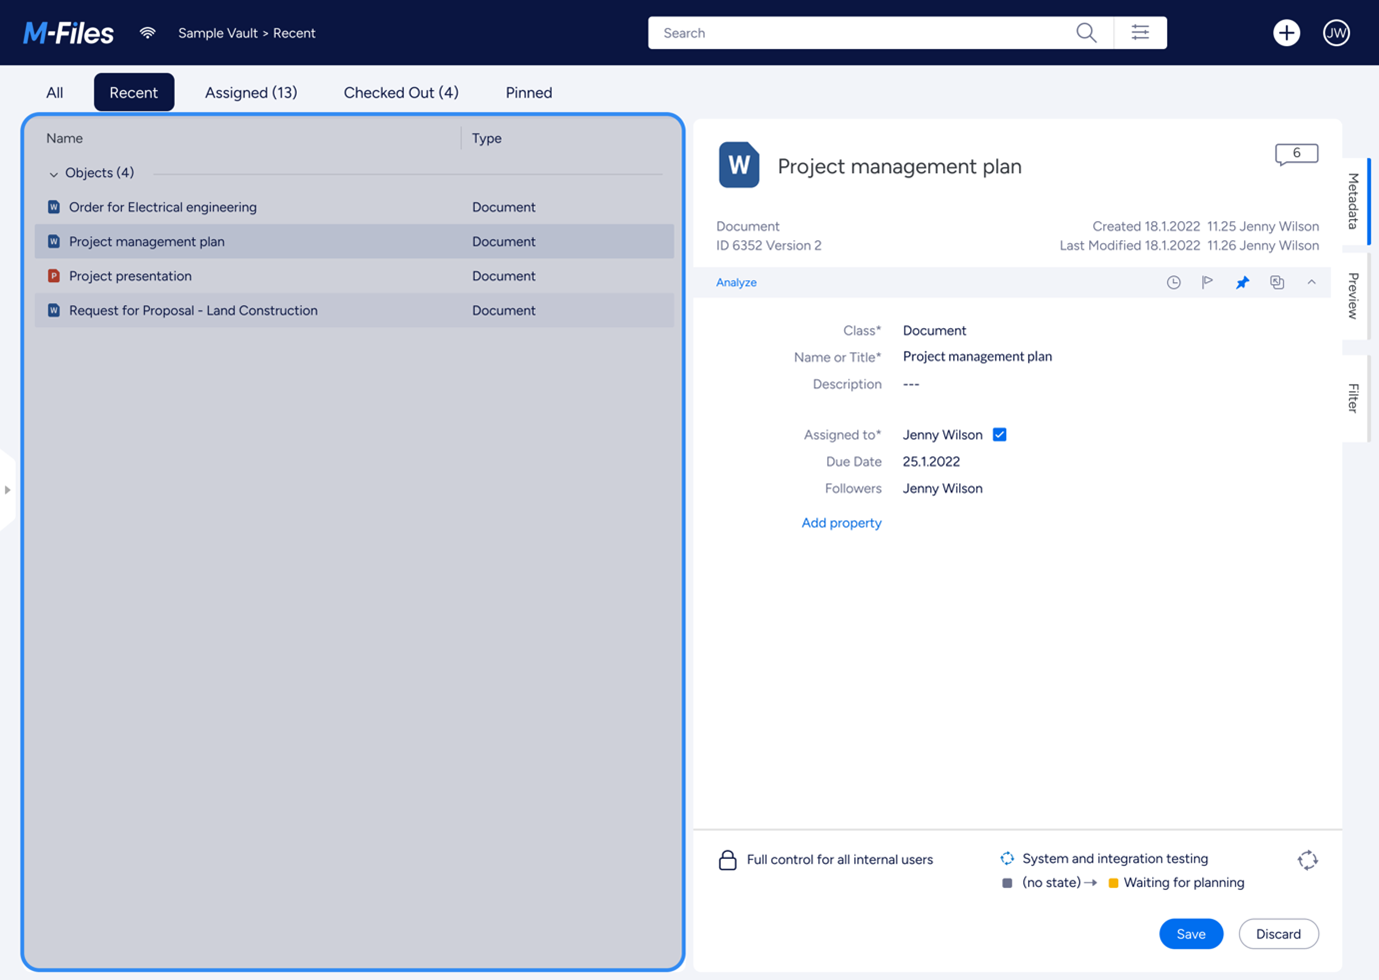 M-Files
Sample Vault > Recent
Search
JW
All
Recent
Assigned (13)
Checked Out (4)
Pinned
Name
Type
Objects (4)
W Order for Electrical engineering Document
W Project management plan Document
P Project presentation Document
W Request for Proposal - Land Construction Document
W
Project management plan
6
Document
Created 18.1.2022 11.25 Jenny Wilson
ID 6352 Version 2
Last Modified 18.1.2022 11.26 Jenny Wilson
Analyze
Class* Document
Name or Title* Project management plan
Description ---
Assigned to* Jenny Wilson
Due Date 25.1.2022
Followers Jenny Wilson
Add property
Metadata
Preview
Filter
Full control for all internal users
System and integration testing
(no state) → Waiting for planning
Save
Discard